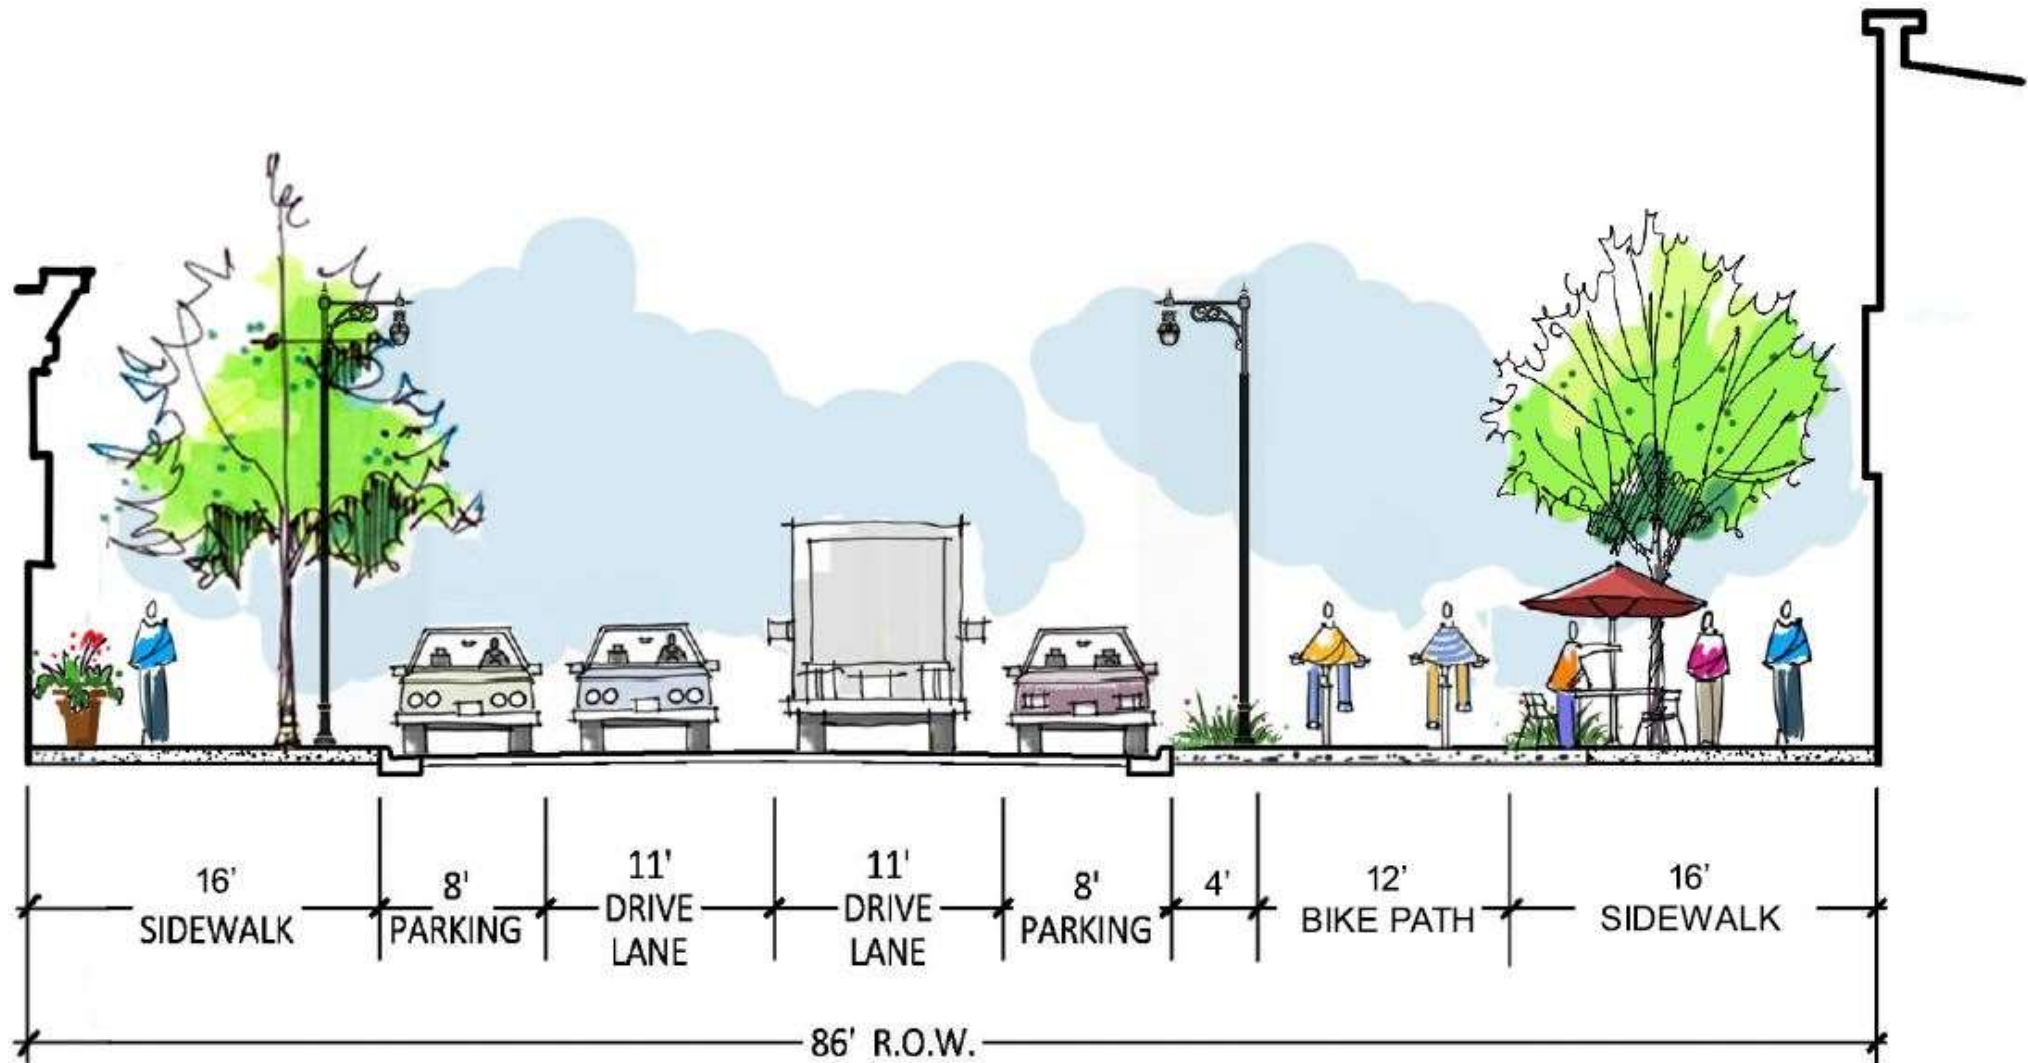 16'
SIDEWALK
8'
PARKING
11'
DRIVE
LANE
11'
DRIVE
LANE
8'
PARKING
4'
12'
BIKE PATH
16'
SIDEWALK
86' R.O.W.